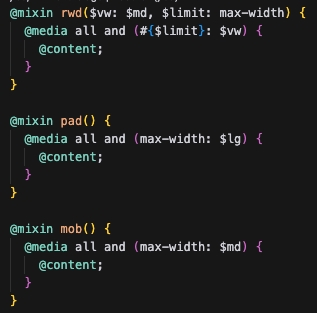 @mixin rwd($vw: $md, $limit: max-width) {
  @media all and (#{$limit}: $vw) {
    @content;
  }
}

@mixin pad() {
  @media all and (max-width: $lg) {
    @content;
  }
}

@mixin mob() {
  @media all and (max-width: $md) {
    @content;
  }
}